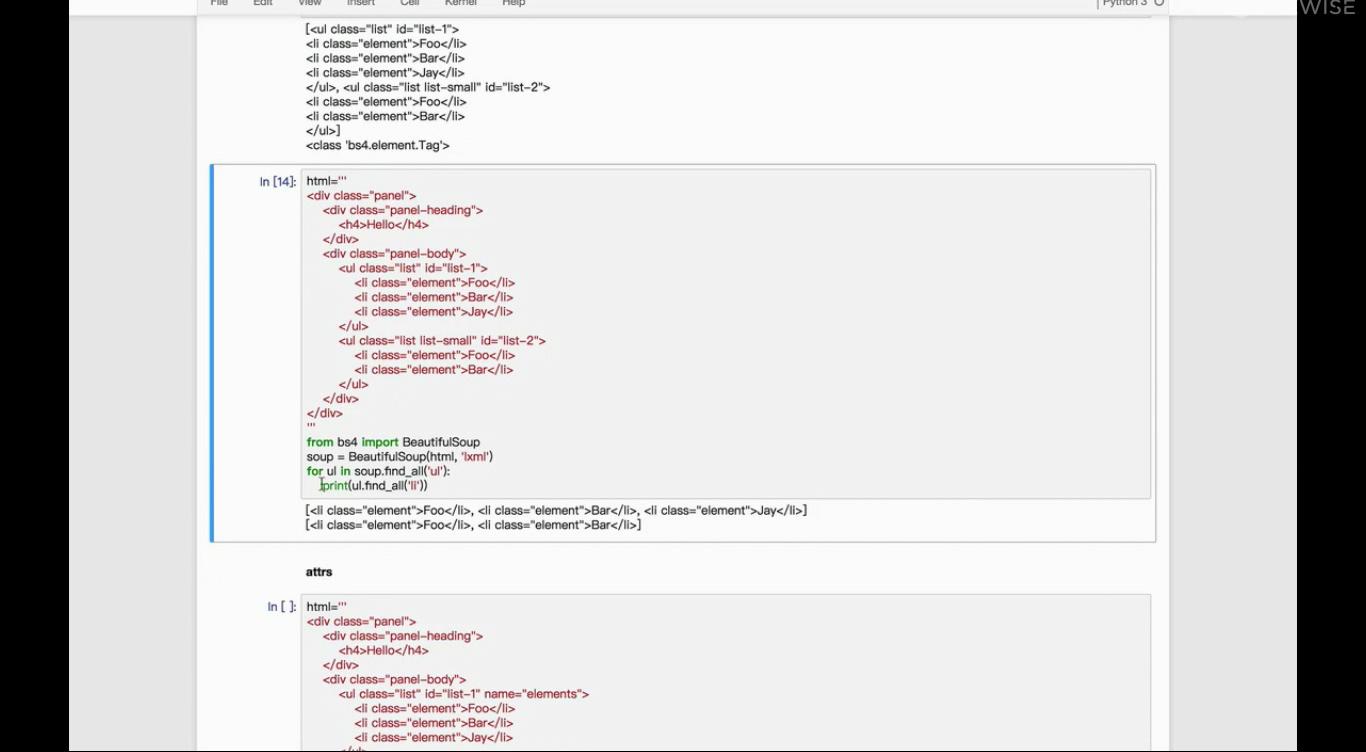 File Edit View Insert Cell Kernel Help Python 3
WISE
[<ul class="list" id="list-1">
<li class="element">Foo</li>
<li class="element">Bar</li>
<li class="element">Jay</li>
</ul>, <ul class="list list-small" id="list-2">
<li class="element">Foo</li>
<li class="element">Bar</li>
</ul>]
<class 'bs4.element.Tag'>
In [14]: html='''
<div class="panel">
<div class="panel-heading">
<h4>Hello</h4>
</div>
<div class="panel-body">
<ul class="list" id="list-1">
<li class="element">Foo</li>
<li class="element">Bar</li>
<li class="element">Jay</li>
</ul>
<ul class="list list-small" id="list-2">
<li class="element">Foo</li>
<li class="element">Bar</li>
</ul>
</div>
</div>
'''
from bs4 import BeautifulSoup
soup = BeautifulSoup(html, 'lxml')
for ul in soup.find_all('ul'):
print(ul.find_all('li'))
[<li class="element">Foo</li>, <li class="element">Bar</li>, <li class="element">Jay</li>]
[<li class="element">Foo</li>, <li class="element">Bar</li>]
attrs
In [ ]: html='''
<div class="panel">
<div class="panel-heading">
<h4>Hello</h4>
</div>
<div class="panel-body">
<ul class="list" id="list-1" name="elements">
<li class="element">Foo</li>
<li class="element">Bar</li>
<li class="element">Jay</li>
</ul>